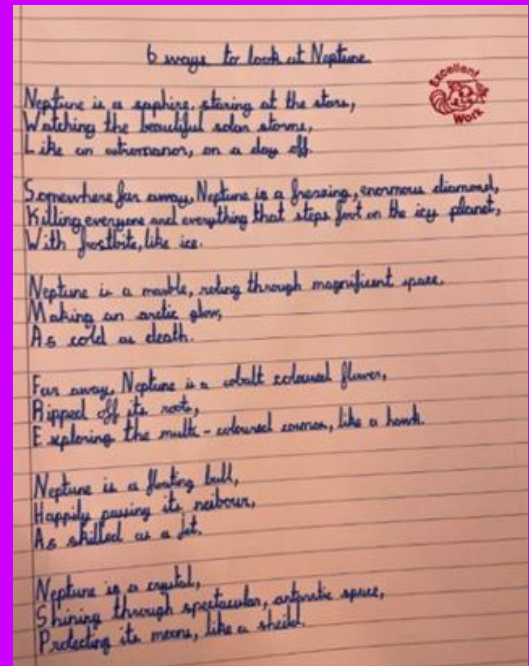 6 ways to look at Neptune
Excellent
Work
Neptune is a saphire, staring at the stars,
Watching the beautiful solar storms,
Like an astromanor, on a day off.
Somewhere far away, Neptune is a freezing, enormous diamond,
Killing everyone and everything that steps foot on the icy planet,
With frostbite, like ice.
Neptune is a marble, roling through magnificent space,
Making an arctic glow,
As cold as death.
Far away, Neptune is a cobalt coloured flower,
Ripped off its roots,
Exploring the multi-coloured cosmos, like a hawk.
Neptune is a floating ball,
Happily passing its neibour,
As skilled as a Jet.
Neptune is a crystal,
Shining through spectacular, antarctic space,
Protecting its moons, like a sheild.